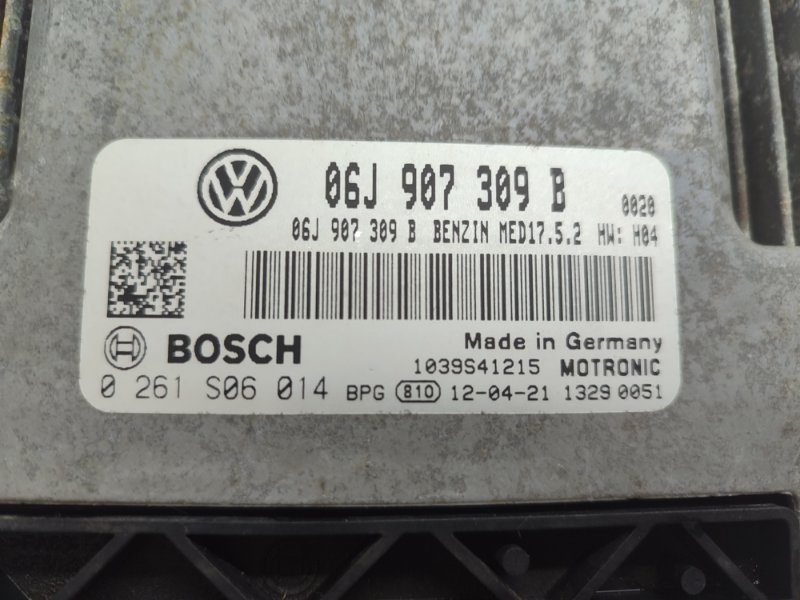 06J 907 309 B 0020
06J 907 309 B BENZIN MED17.5.2 HW: H04
BOSCH Made in Germany
1039S41215 MOTRONIC
0 261 S06 014 BPG 810 12-04-21 1329 0051